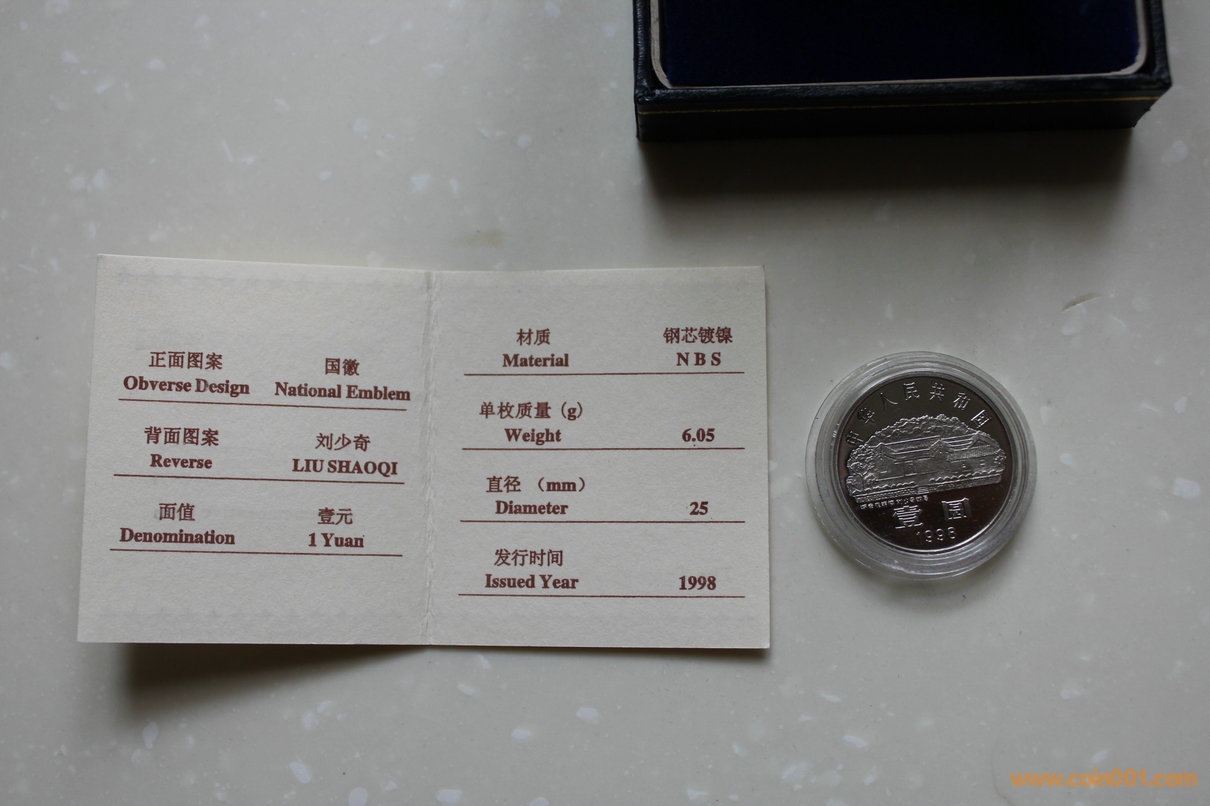 正面图案 国徽
Obverse Design National Emblem
背面图案 刘少奇
Reverse LIU SHAOQI
面值 壹元
Denomination 1 Yuan
材质 钢芯镀镍
Material N B S
单枚质量 (g)
Weight 6.05
直径 （mm）
Diameter 25
发行时间
Issued Year 1998
中华人民共和国
壹圆
1998
www.coin001.com